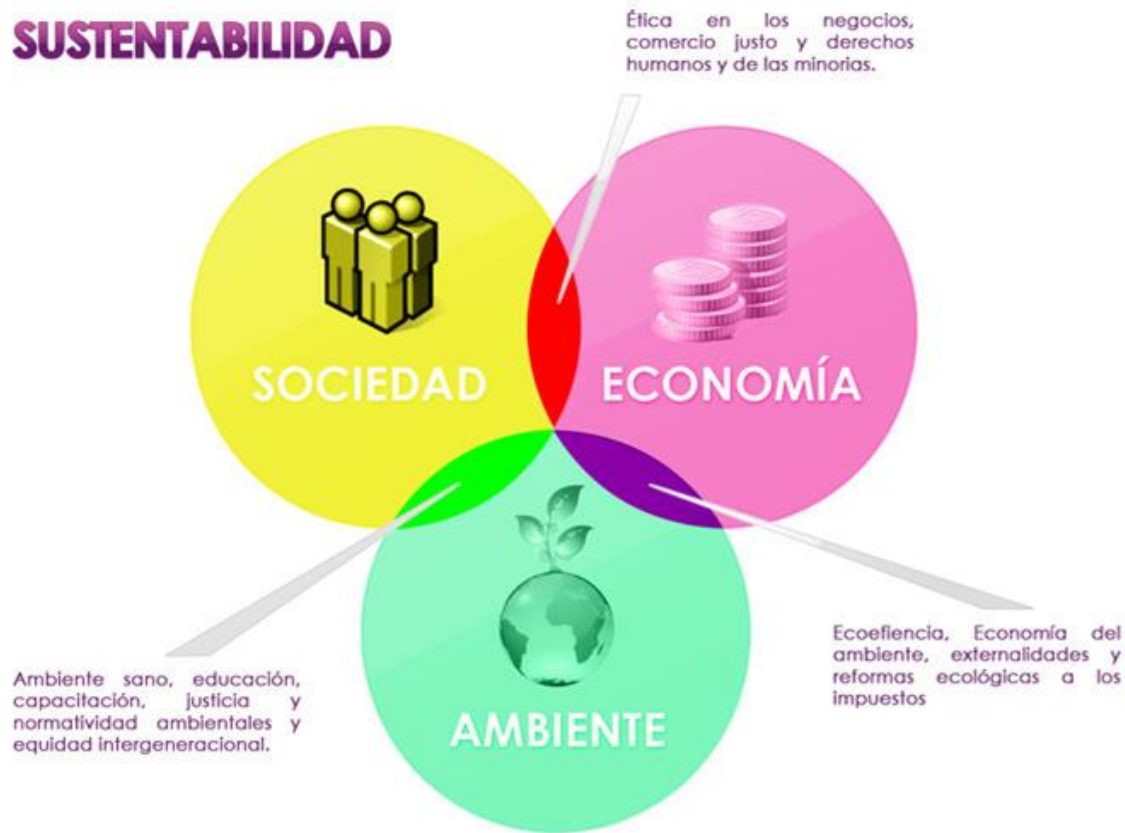 SUSTENTABILIDAD
Ética en los negocios,
comercio justo y derechos
humanos y de las minorias.
SOCIEDAD
ECONOMÍA
Ambiente sano, educación,
capacitación, justicia y
normatividad ambientales y
equidad intergeneracional.
Ecoefiencia, Economía del
ambiente, externalidades y
reformas ecológicas a los
impuestos
AMBIENTE